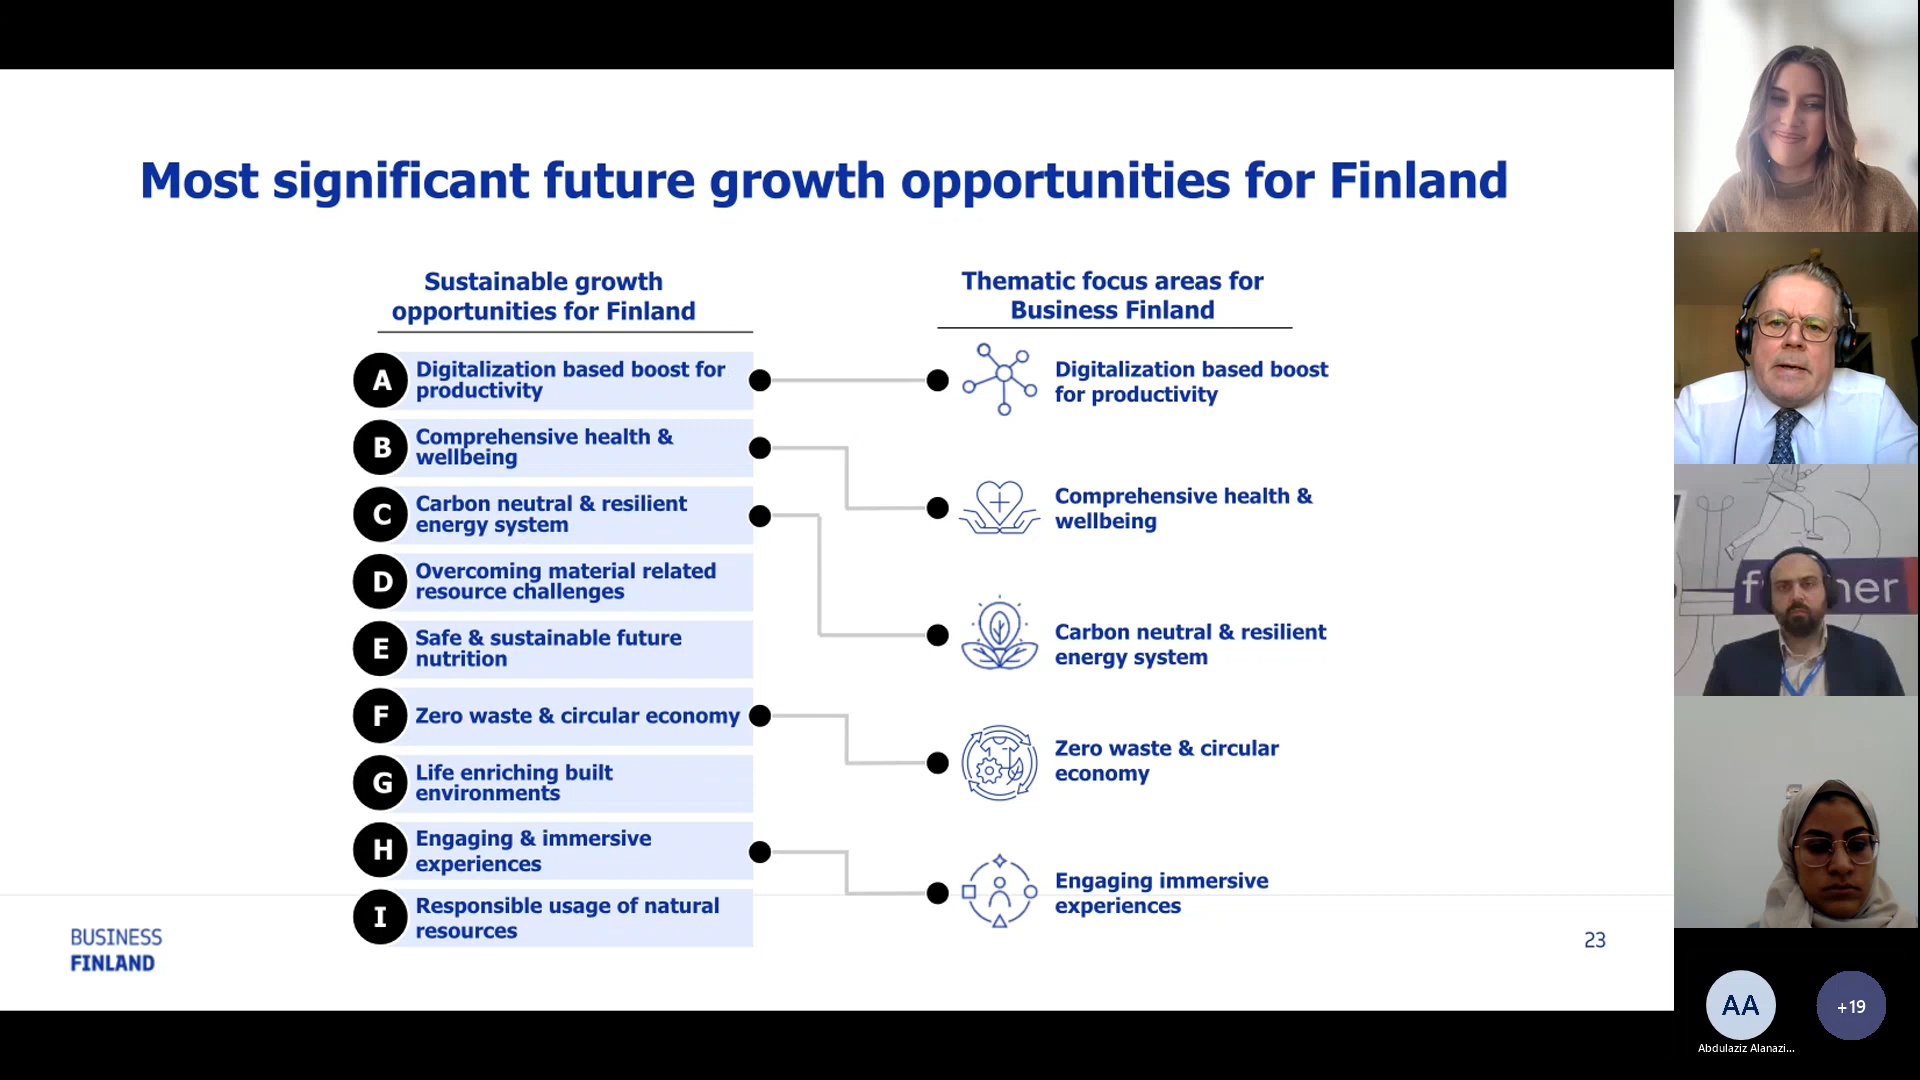 Most significant future growth opportunities for Finland
Sustainable growth
opportunities for Finland
A
Digitalization based boost for
productivity
B
Comprehensive health &
wellbeing
C
Carbon neutral & resilient
energy system
D
Overcoming material related
resource challenges
E
Safe & sustainable future
nutrition
F
Zero waste & circular economy
G
Life enriching built
environments
H
Engaging & immersive
experiences
I
Responsible usage of natural
resources
Thematic focus areas for
Business Finland
Digitalization based boost
for productivity
Comprehensive health &
wellbeing
Carbon neutral & resilient
energy system
Zero waste & circular
economy
Engaging immersive
experiences
BUSINESS
FINLAND
23
AA
+19
Abdulaziz Alanazi...